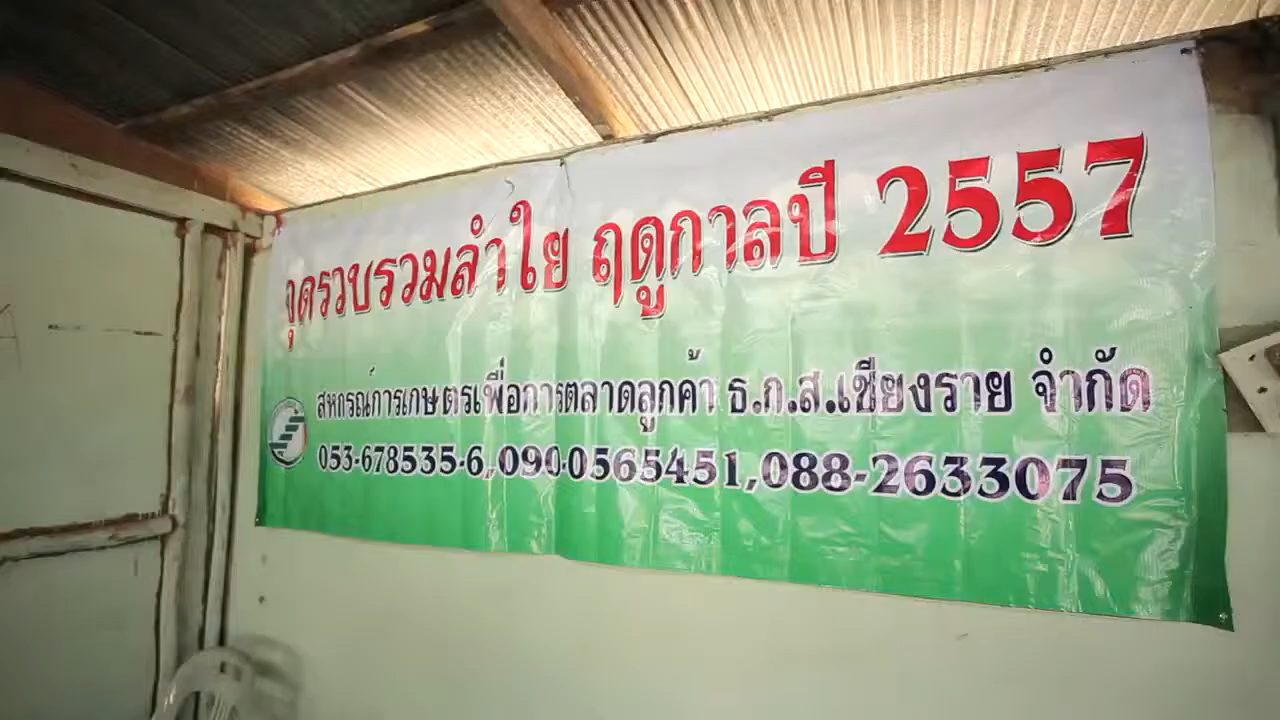 จุดรวบรวมลำใย ฤดูกาลปี 2557
สหกรณ์การเกษตรเพื่อการตลาดลูกค้า ธ.ก.ส.เชียงราย จำกัด
053-678535-6,090-0565451,088-2633075